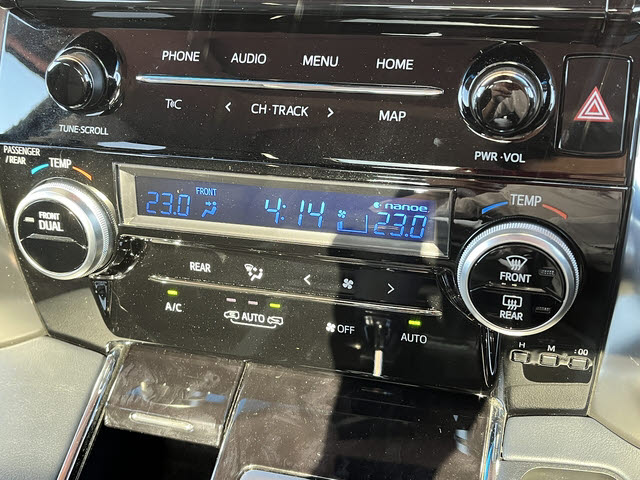 PHONE AUDIO MENU HOME
T C CH·TRACK MAP
TUNE·SCROLL
PWR·VOL
PASSENGER
/REAR
TEMP
FRONT
DUAL
23.0 FRONT 4:14 nanoe 23.0
TEMP
FRONT
REAR
REAR
A/C
AUTO
OFF
AUTO
H M :00